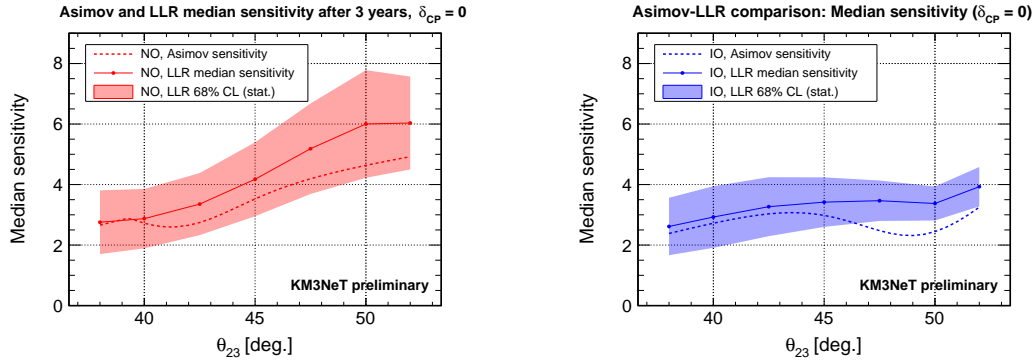 Asimov and LLR median sensitivity after 3 years, δCP = 0
NO, Asimov sensitivity
NO, LLR median sensitivity
NO, LLR 68% CL (stat.)
Median sensitivity
8
6
4
2
0
KM3NeT preliminary
40
45
50
θ23 [deg.]
Asimov-LLR comparison: Median sensitivity (δCP = 0)
IO, Asimov sensitivity
IO, LLR median sensitivity
IO, LLR 68% CL (stat.)
Median sensitivity
8
6
4
2
0
KM3NeT preliminary
40
45
50
θ23 [deg.]